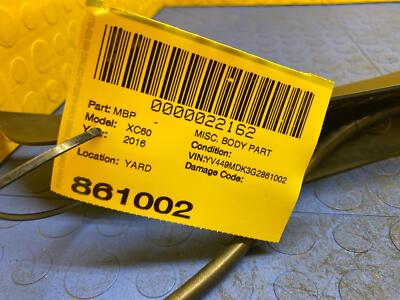 0000022162
Part: MBP -
MISC. BODY PART
Model: XC60
Condition:
2016
VIN:YV449MDK3G2861002
Location: YARD
Damage Code:
861002